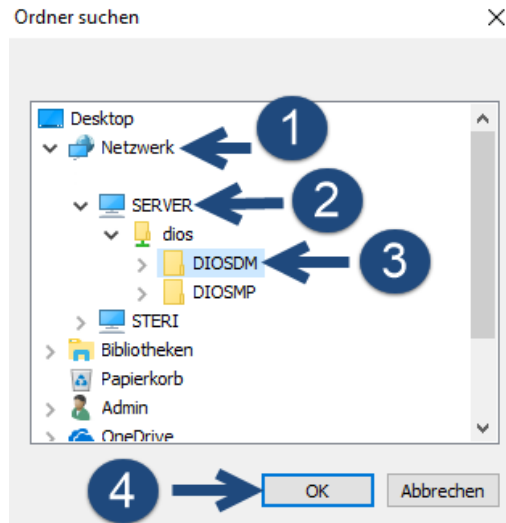 Ordner suchen
Desktop
1
Netzwerk
SERVER
2
dios
DIOSDM
3
DIOSMP
STERI
Bibliotheken
Papierkorb
Admin
OneDrive
4
OK Abbrechen